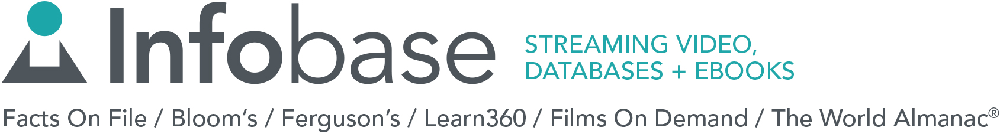 Infobase
STREAMING VIDEO,
DATABASES + EBOOKS
Facts On File / Bloom’s / Ferguson’s / Learn360 / Films On Demand / The World Almanac®